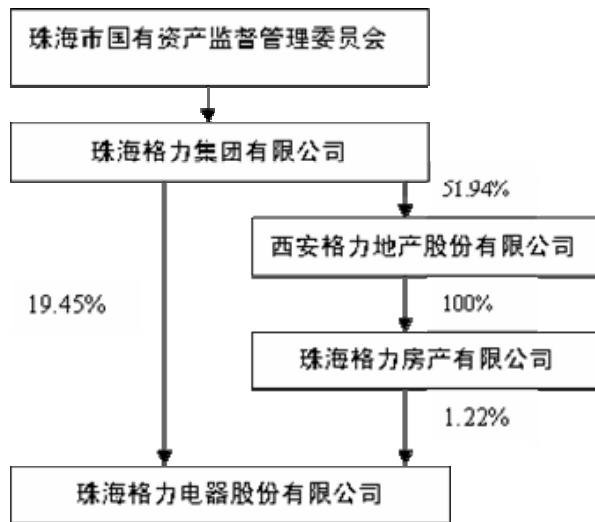 珠海市国有资产监督管理委员会
珠海格力集团有限公司
51.94%
西安格力地产股份有限公司
19.45%
100%
珠海格力房产有限公司
1.22%
珠海格力电器股份有限公司